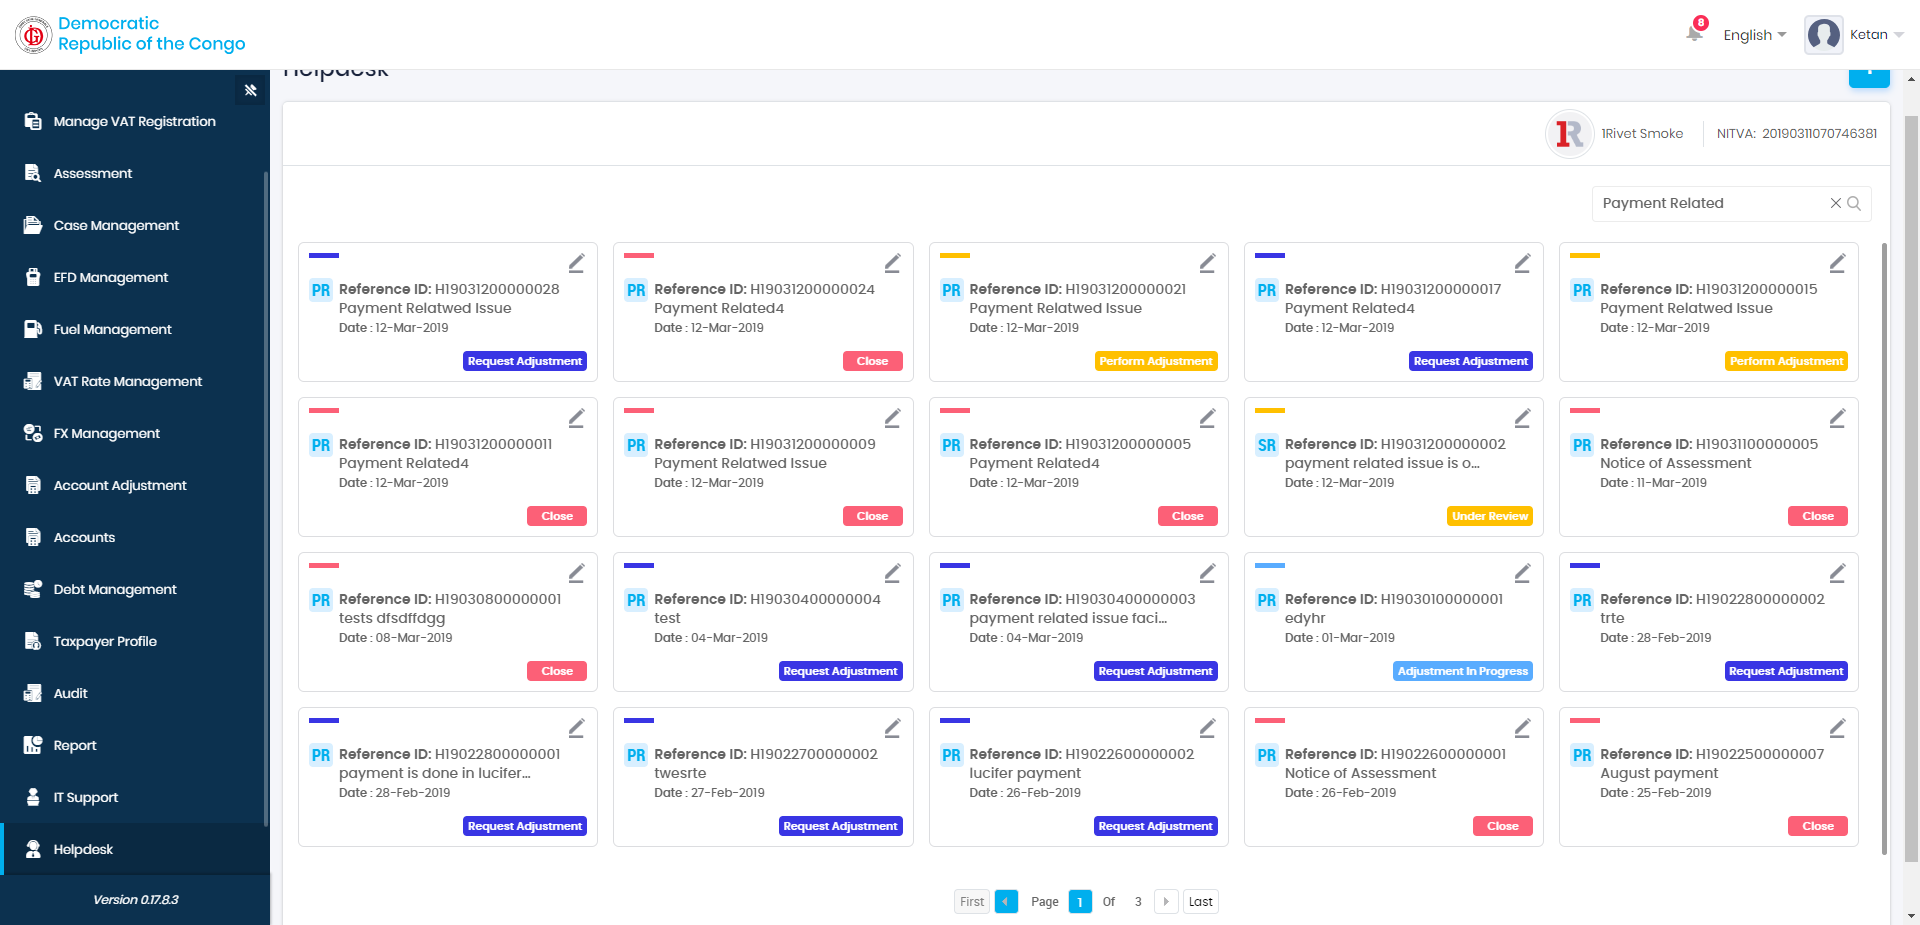 Democratic
Republic of the Congo
8
English
Ketan
Helpdesk
Manage VAT Registration
Assessment
Case Management
EFD Management
Fuel Management
VAT Rate Management
FX Management
Account Adjustment
Accounts
Debt Management
Taxpayer Profile
Audit
Report
IT Support
Helpdesk
Version 0.17.8.3
1R
1Rivet Smoke
NITVA: 20190311070746381
Payment Related
PR
Reference ID: H19031200000028
Payment Relatwed Issue
Date : 12-Mar-2019
Request Adjustment
PR
Reference ID: H19031200000024
Payment Related4
Date : 12-Mar-2019
Close
PR
Reference ID: H19031200000021
Payment Relatwed Issue
Date : 12-Mar-2019
Perform Adjustment
PR
Reference ID: H19031200000017
Payment Related4
Date : 12-Mar-2019
Request Adjustment
PR
Reference ID: H19031200000015
Payment Relatwed Issue
Date : 12-Mar-2019
Perform Adjustment
PR
Reference ID: H19031200000011
Payment Related4
Date : 12-Mar-2019
Close
PR
Reference ID: H19031200000009
Payment Relatwed Issue
Date : 12-Mar-2019
Close
PR
Reference ID: H19031200000005
Payment Related4
Date : 12-Mar-2019
Close
SR
Reference ID: H19031200000002
payment related issue is o...
Date : 12-Mar-2019
Under Review
PR
Reference ID: H19031100000005
Notice of Assessment
Date : 11-Mar-2019
Close
PR
Reference ID: H19030800000001
tests dfsdffdgg
Date : 08-Mar-2019
Close
PR
Reference ID: H19030400000004
test
Date : 04-Mar-2019
Request Adjustment
PR
Reference ID: H19030400000003
payment related issue faci...
Date : 04-Mar-2019
Request Adjustment
PR
Reference ID: H19030100000001
edyhr
Date : 01-Mar-2019
Adjustment In Progress
PR
Reference ID: H19022800000002
trte
Date : 28-Feb-2019
Request Adjustment
PR
Reference ID: H19022800000001
payment is done in lucifer...
Date : 28-Feb-2019
Request Adjustment
PR
Reference ID: H19022700000002
twesrte
Date : 27-Feb-2019
Request Adjustment
PR
Reference ID: H19022600000002
lucifer payment
Date : 26-Feb-2019
Request Adjustment
PR
Reference ID: H19022600000001
Notice of Assessment
Date : 26-Feb-2019
Close
PR
Reference ID: H19022500000007
August payment
Date : 25-Feb-2019
Close
First Page 1 Of 3 Last